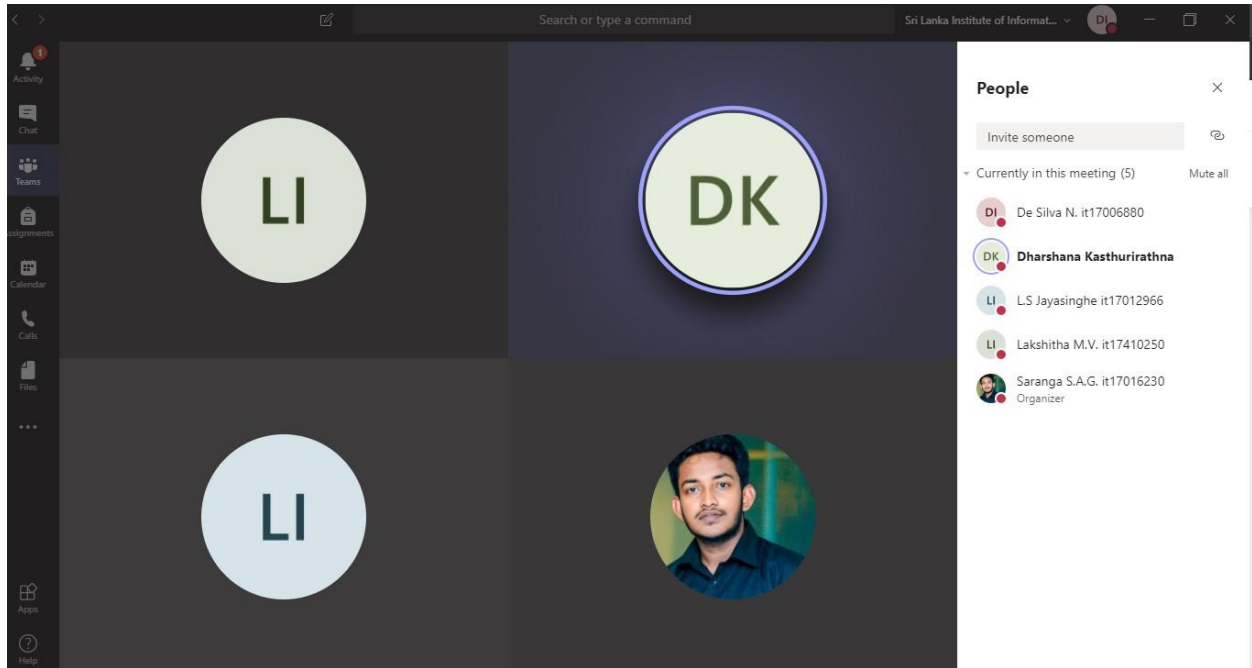 Search or type a command
Sri Lanka Institute of Informat...
DI
1
Activity
Chat
Teams
ssignments
Calendar
Calls
Files
Apps
Help
LI
DK
LI
People
Invite someone
Currently in this meeting (5) Mute all
DI De Silva N. it17006880
DK Dharshana Kasthurirathna
LI L.S Jayasinghe it17012966
LI Lakshitha M.V. it17410250
Saranga S.A.G. it17016230
Organizer